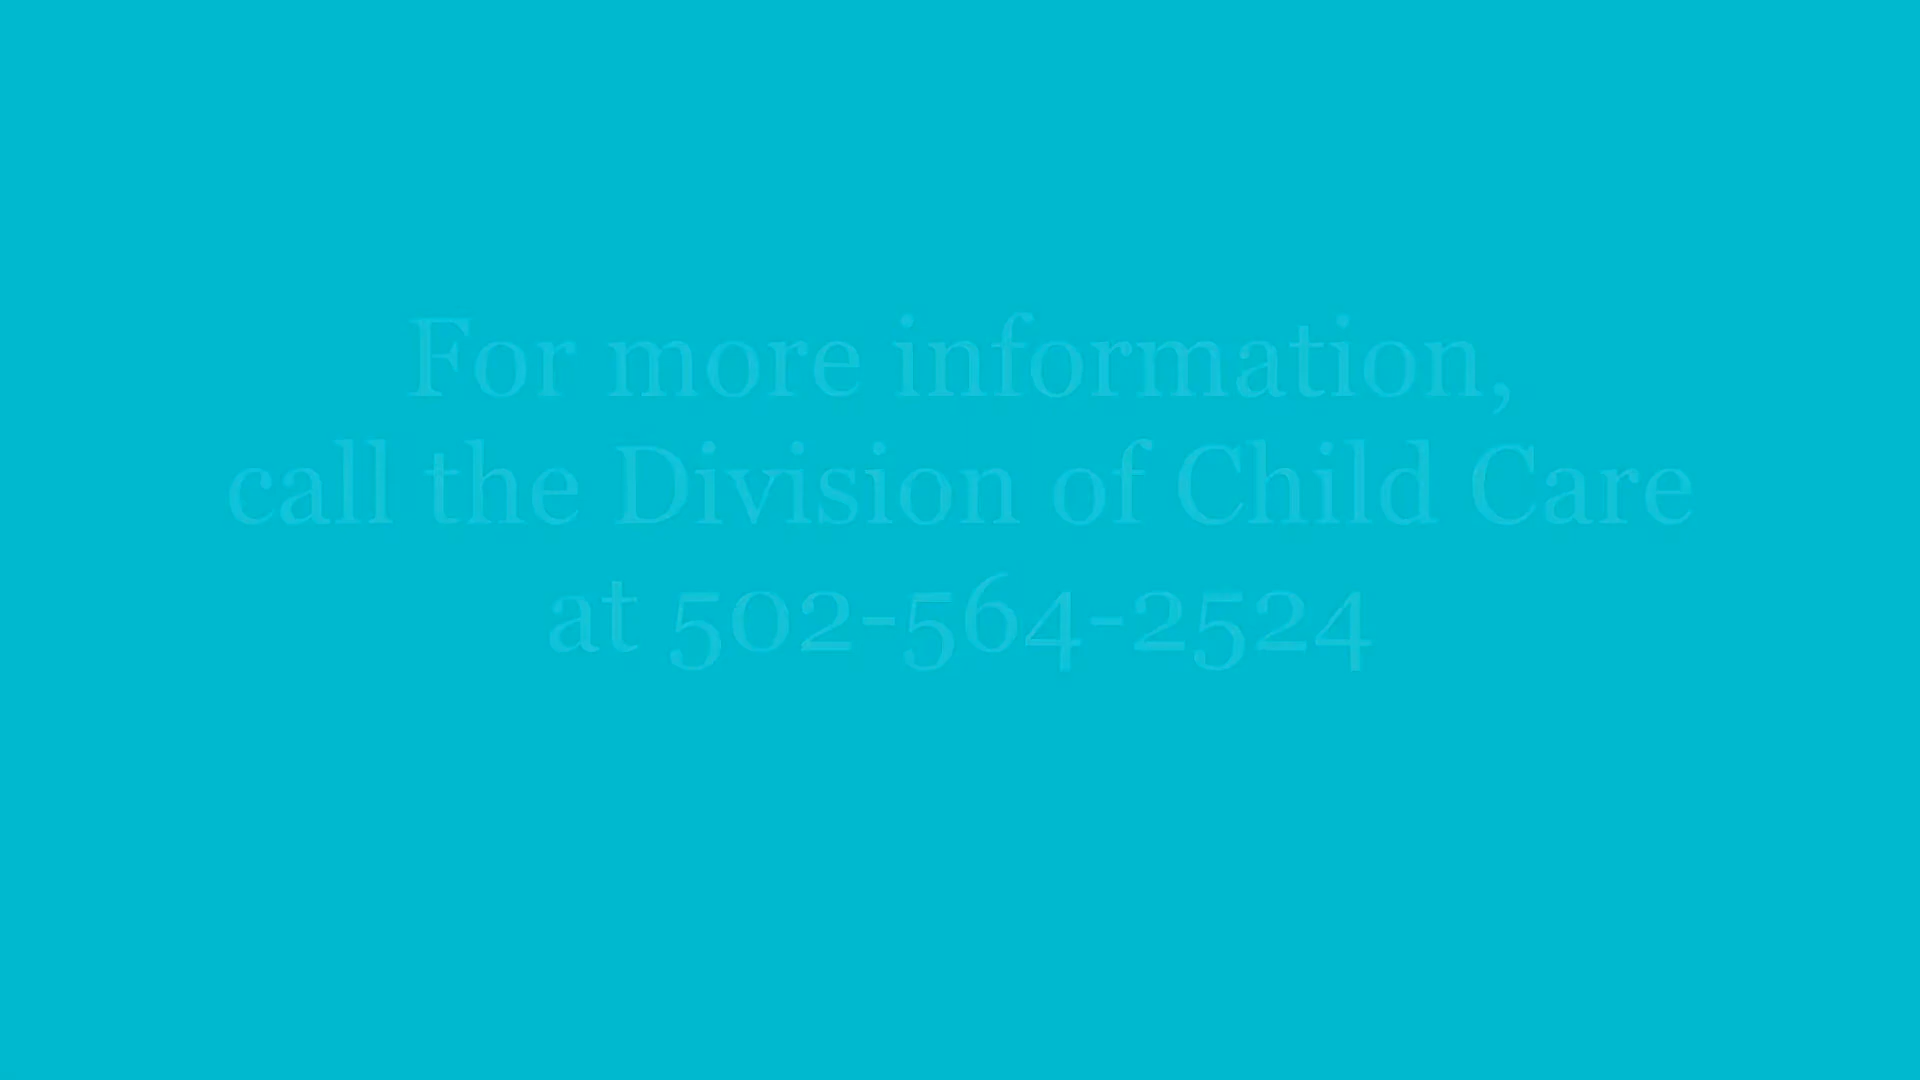 For more information,
call the Division of Child Care
at 502-564-2524